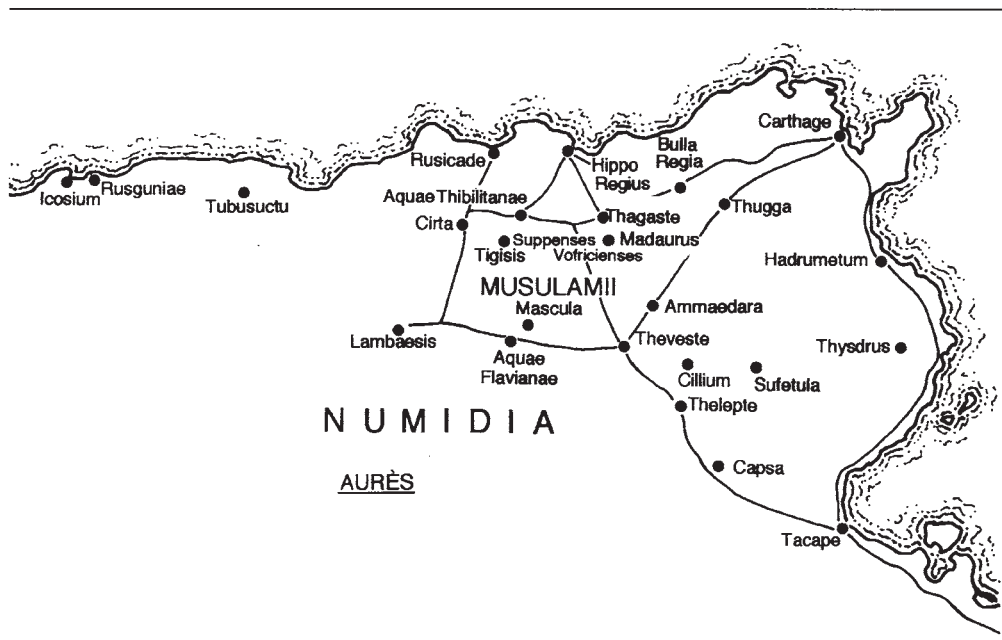 Carthage
Rusicade
Hippo
Regius
Bulla
Regia
Icosium
Rusguniae
Tubusuctu
Aquae Thibilitanae
Cirta
Thagaste
Thugga
Tigisis
Suppenses
Vofricienses
Madaurus
Hadrumetum
MUSULAMII
Mascula
Ammaedara
Lambaesis
Aquae
Flavianae
Theveste
Thysdrus
Cillium
Sufetula
Thelepte
NUMIDIA
AURÈS
Capsa
Tacape